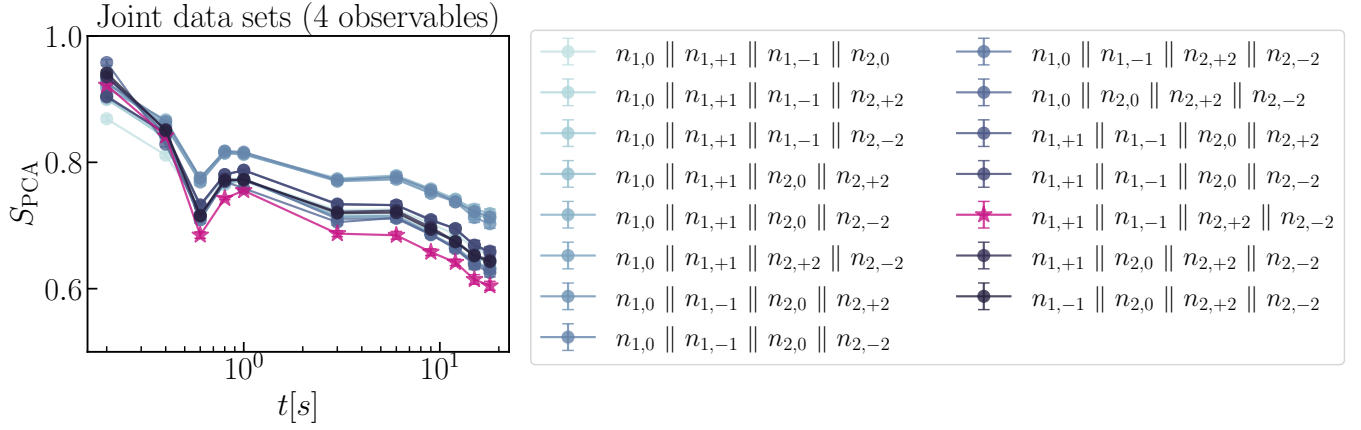 Joint data sets (4 observables)
1.0
0.8
0.6
S_PCA
10^0
10^1
t[s]
n_{1,0} ∥ n_{1,+1} ∥ n_{1,−1} ∥ n_{2,0}
n_{1,0} ∥ n_{1,+1} ∥ n_{1,−1} ∥ n_{2,+2}
n_{1,0} ∥ n_{1,+1} ∥ n_{1,−1} ∥ n_{2,−2}
n_{1,0} ∥ n_{1,+1} ∥ n_{2,0} ∥ n_{2,+2}
n_{1,0} ∥ n_{1,+1} ∥ n_{2,0} ∥ n_{2,−2}
n_{1,0} ∥ n_{1,+1} ∥ n_{2,+2} ∥ n_{2,−2}
n_{1,0} ∥ n_{1,−1} ∥ n_{2,0} ∥ n_{2,+2}
n_{1,0} ∥ n_{1,−1} ∥ n_{2,0} ∥ n_{2,−2}
n_{1,0} ∥ n_{1,−1} ∥ n_{2,+2} ∥ n_{2,−2}
n_{1,0} ∥ n_{2,0} ∥ n_{2,+2} ∥ n_{2,−2}
n_{1,+1} ∥ n_{1,−1} ∥ n_{2,0} ∥ n_{2,+2}
n_{1,+1} ∥ n_{1,−1} ∥ n_{2,0} ∥ n_{2,−2}
n_{1,+1} ∥ n_{1,−1} ∥ n_{2,+2} ∥ n_{2,−2}
n_{1,+1} ∥ n_{2,0} ∥ n_{2,+2} ∥ n_{2,−2}
n_{1,−1} ∥ n_{2,0} ∥ n_{2,+2} ∥ n_{2,−2}